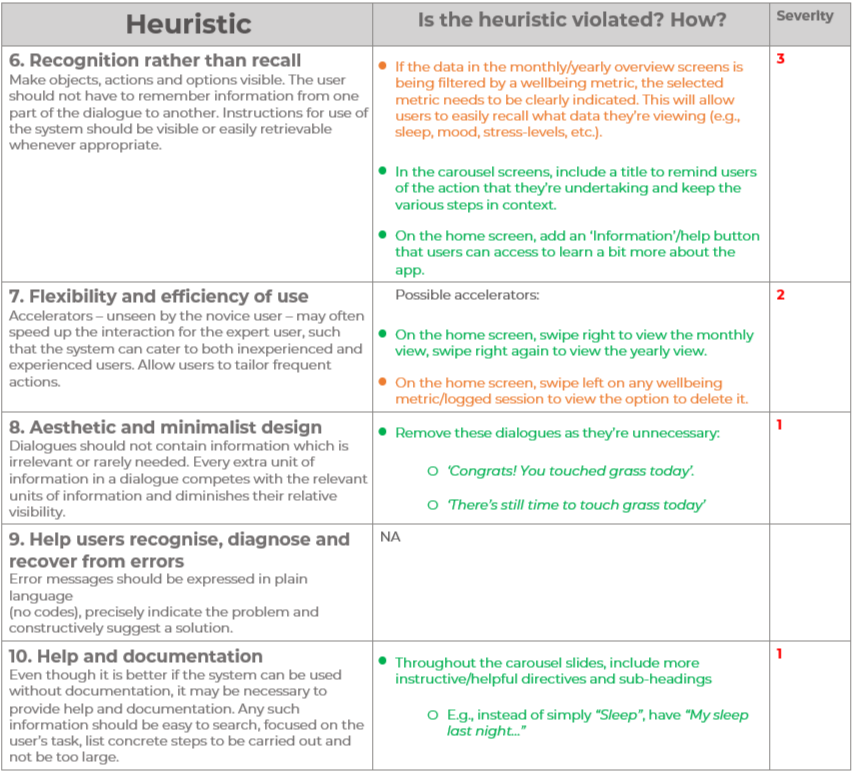 Heuristic
Is the heuristic violated? How?
Severity
6. Recognition rather than recall
Make objects, actions and options visible. The user
should not have to remember information from one
part of the dialogue to another. Instructions for use of
the system should be visible or easily retrievable
whenever appropriate.
If the data in the monthly/yearly overview screens is
being filtered by a wellbeing metric, the selected
metric needs to be clearly indicated. This will allow
users to easily recall what data they're viewing (e.g.,
sleep, mood, stress-levels, etc.).
In the carousel screens, include a title to remind users
of the action that they're undertaking and keep the
various steps in context.
On the home screen, add an 'Information'/help button
that users can access to learn a bit more about the
app.
3
7. Flexibility and efficiency of use
Accelerators – unseen by the novice user – may often
speed up the interaction for the expert user, such
that the system can cater to both inexperienced and
experienced users. Allow users to tailor frequent
actions.
Possible accelerators:
On the home screen, swipe right to view the monthly
view, swipe right again to view the yearly view.
On the home screen, swipe left on any wellbeing
metric/logged session to view the option to delete it.
2
8. Aesthetic and minimalist design
Dialogues should not contain information which is
irrelevant or rarely needed. Every extra unit of
information in a dialogue competes with the relevant
units of information and diminishes their relative
visibility.
Remove these dialogues as they're unnecessary:
'Congrats! You touched grass today'.
'There's still time to touch grass today'
1
9. Help users recognise, diagnose and
recover from errors
Error messages should be expressed in plain
language
(no codes), precisely indicate the problem and
constructively suggest a solution.
NA
10. Help and documentation
Even though it is better if the system can be used
without documentation, it may be necessary to
provide help and documentation. Any such
information should be easy to search, focused on the
user's task, list concrete steps to be carried out and
not be too large.
Throughout the carousel slides, include more
instructive/helpful directives and sub-headings
E.g., instead of simply "Sleep", have "My sleep
last night..."
1